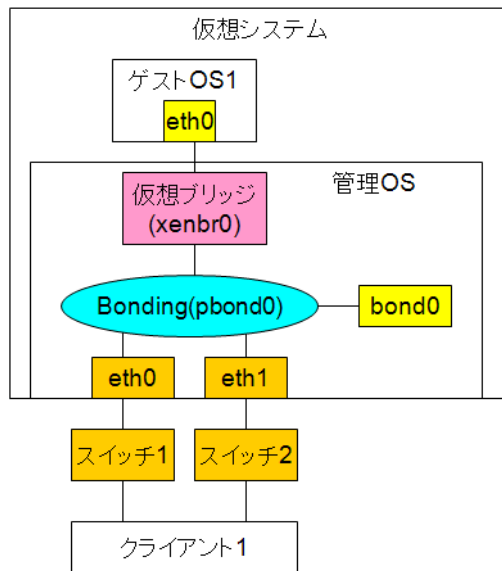 仮想システム
ゲストOS1
eth0
管理OS
仮想ブリッジ
(xenbr0)
Bonding(pbond0)
bond0
eth0
eth1
スイッチ1
スイッチ2
クライアント1